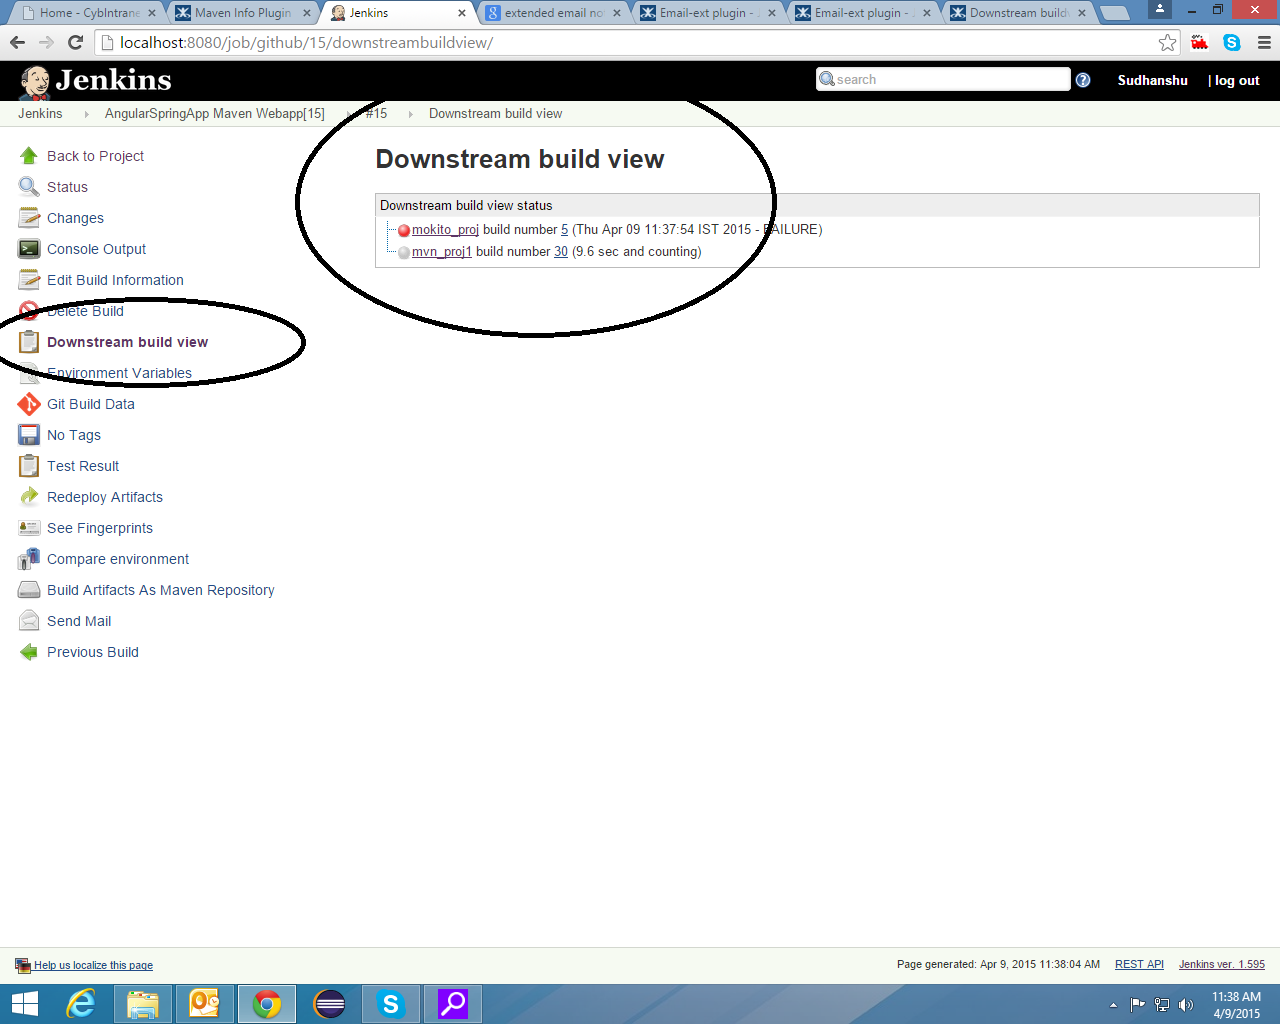 Home - CybIntrane
Maven Info Plugin
Jenkins
extended email no
Email-ext plugin - J
Email-ext plugin - J
Downstream build
localhost:8080/job/github/15/downstreambuildview/
Jenkins
search
Sudhanshu
| log out
Jenkins
AngularSpringApp Maven Webapp[15]
#15
Downstream build view
Back to Project
Status
Changes
Console Output
Edit Build Information
Delete Build
Downstream build view
Environment Variables
Git Build Data
No Tags
Test Result
Redeploy Artifacts
See Fingerprints
Compare environment
Build Artifacts As Maven Repository
Send Mail
Previous Build
Downstream build view
Downstream build view status
mokito_proj build number 5 (Thu Apr 09 11:37:54 IST 2015 - FAILURE)
mvn_proj1 build number 30 (9.6 sec and counting)
Help us localize this page
Page generated: Apr 9, 2015 11:38:04 AM
REST API
Jenkins ver. 1.595
11:38 AM
4/9/2015